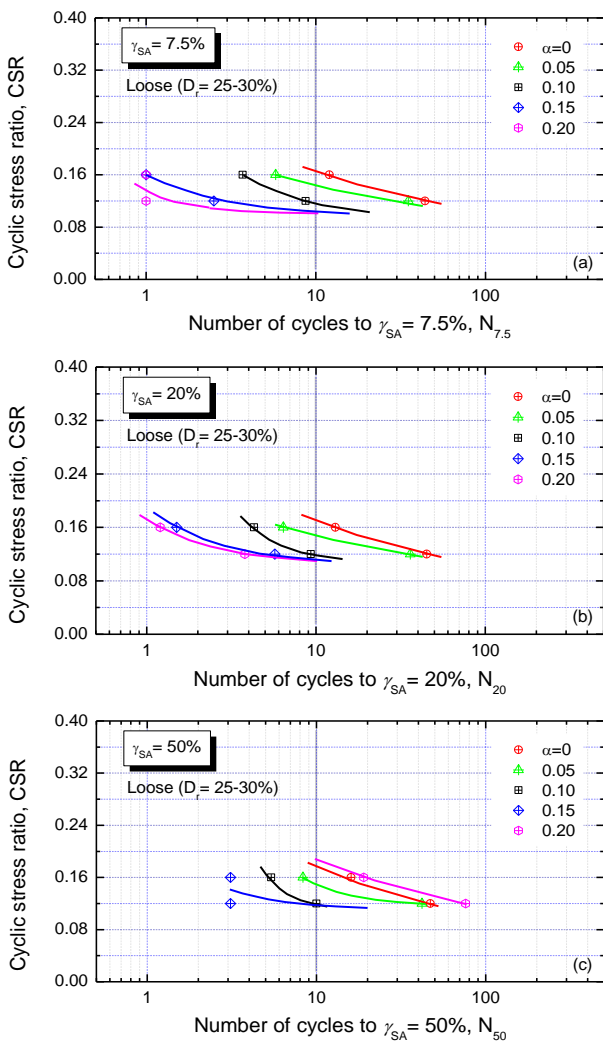 0.40
γSA= 7.5%
α=0
0.32
Loose (Dr= 25-30%)
0.05
0.10
0.24
0.15
0.20
0.16
0.08
0.00
(a)
1
10
100
Cyclic stress ratio, CSR
Number of cycles to γSA= 7.5%, N7.5
0.40
γSA= 20%
α=0
0.32
Loose (Dr= 25-30%)
0.05
0.10
0.24
0.15
0.20
0.16
0.08
0.00
(b)
1
10
100
Cyclic stress ratio, CSR
Number of cycles to γSA= 20%, N20
0.40
γSA= 50%
α=0
0.32
Loose (Dr= 25-30%)
0.05
0.10
0.24
0.15
0.20
0.16
0.08
0.00
(c)
1
10
100
Cyclic stress ratio, CSR
Number of cycles to γSA= 50%, N50